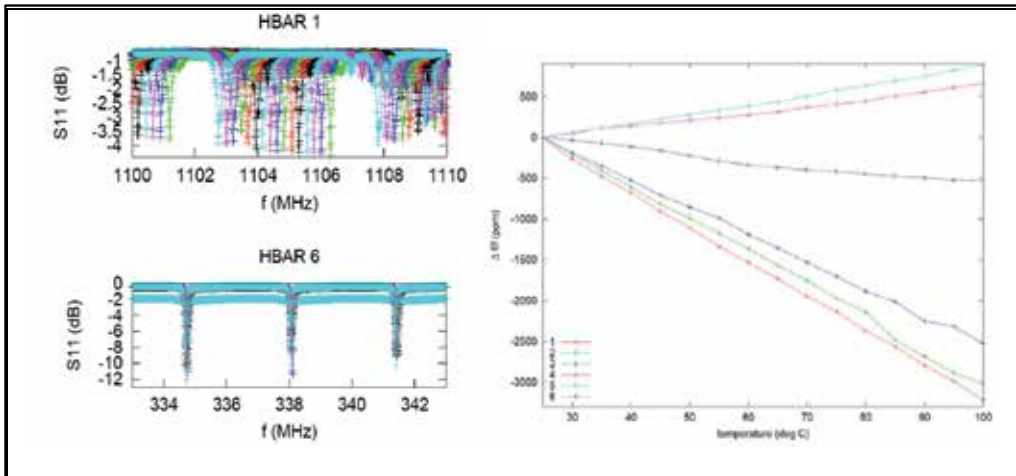 HBAR 1
S11 (dB)
-1
-1.5
-2
-2.5
-3
-3.5
-4
1100 1102 1104 1106 1108 1110
f (MHz)
HBAR 6
S11 (dB)
0
-2
-4
-6
-8
-10
-12
334 336 338 340 342
f (MHz)
500
0
-500
-1000
-1500
-2000
-2500
-3000
Δ f/f (ppm)
1
30 40 50 60 70 80 90 100
temperature (deg C)